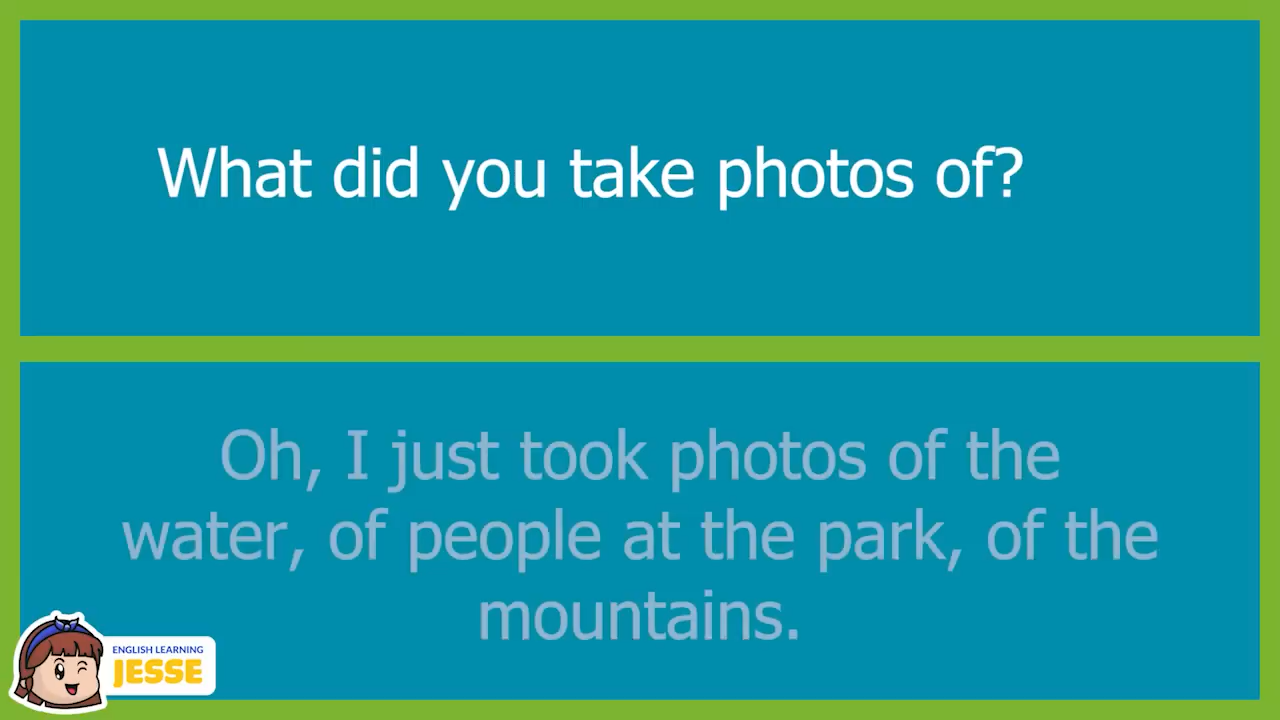 What did you take photos of?
Oh, I just took photos of the
water, of people at the park, of the
mountains.
ENGLISH LEARNING
JESSE